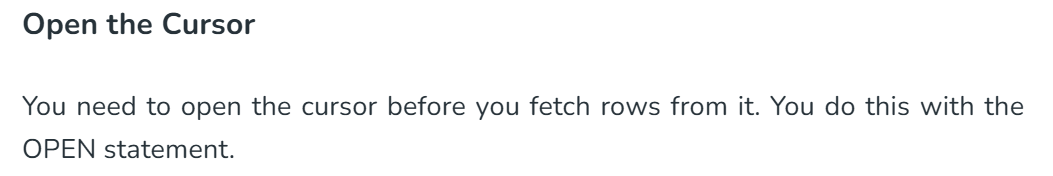 Open the Cursor
You need to open the cursor before you fetch rows from it. You do this with the
OPEN statement.